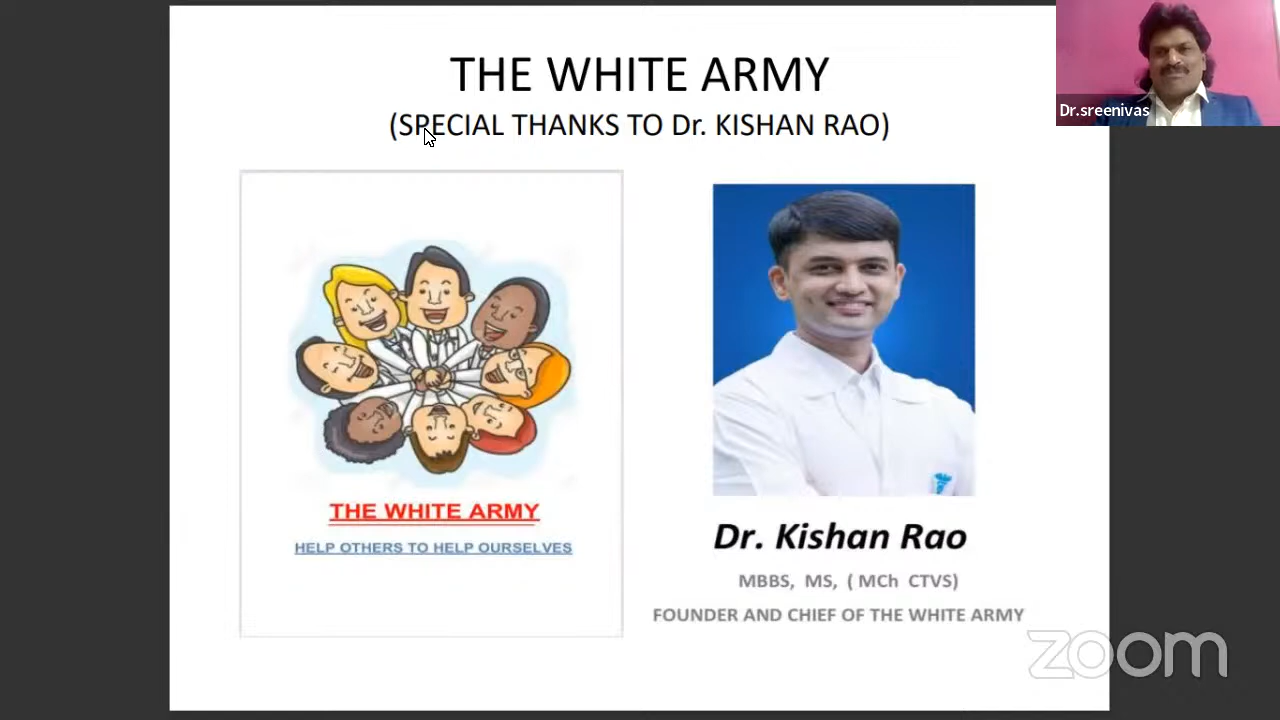 THE WHITE ARMY
(SPECIAL THANKS TO Dr. KISHAN RAO)
Dr.sreenivas
THE WHITE ARMY
HELP OTHERS TO HELP OURSELVES
Dr. Kishan Rao
MBBS, MS, ( MCh CTVS)
FOUNDER AND CHIEF OF THE WHITE ARMY
zoom